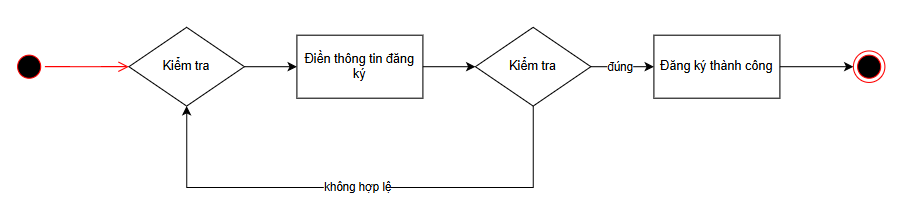 Kiểm tra
Điền thông tin đăng
ký
Kiểm tra
đúng
Đăng ký thành công
không hợp lệ